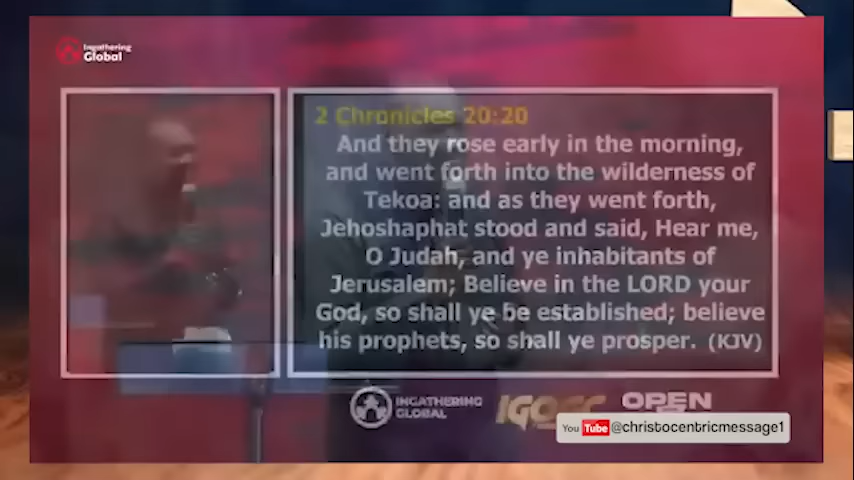 Ingathering
Global
2 Chronicles 20:20
And they rose early in the morning,
and went forth into the wilderness of
Tekoa: and as they went forth,
Jehoshaphat stood and said, Hear me,
O Judah, and ye inhabitants of
Jerusalem; Believe in the LORD your
God, so shall ye be established; believe
his prophets, so shall ye prosper. (KJV)
INGATHERING
GLOBAL
OPEN
You Tube @christocentricmessage1